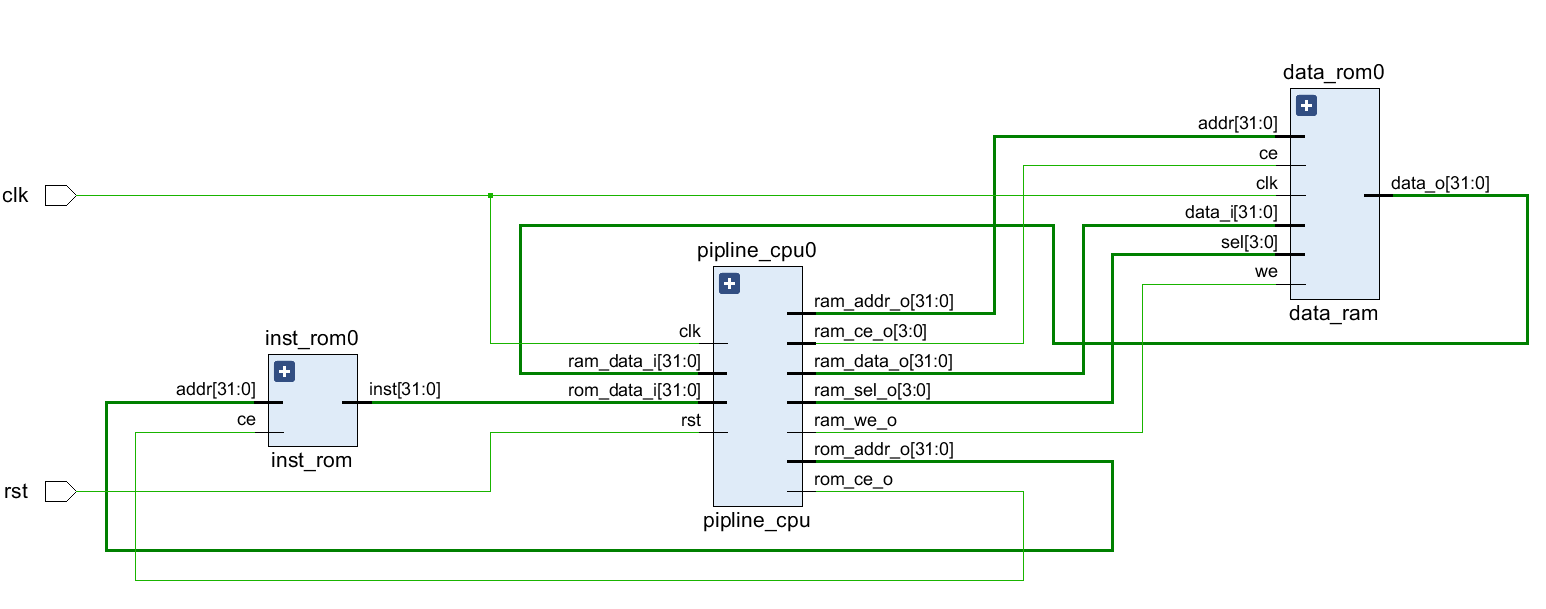 data_rom0
addr[31:0]
ce
clk
data_i[31:0]
sel[3:0]
we
data_o[31:0]
data_ram
clk
pipline_cpu0
clk
ram_data_i[31:0]
rom_data_i[31:0]
rst
ram_addr_o[31:0]
ram_ce_o[3:0]
ram_data_o[31:0]
ram_sel_o[3:0]
ram_we_o
rom_addr_o[31:0]
rom_ce_o
pipline_cpu
inst_rom0
addr[31:0]
ce
inst[31:0]
inst_rom
rst